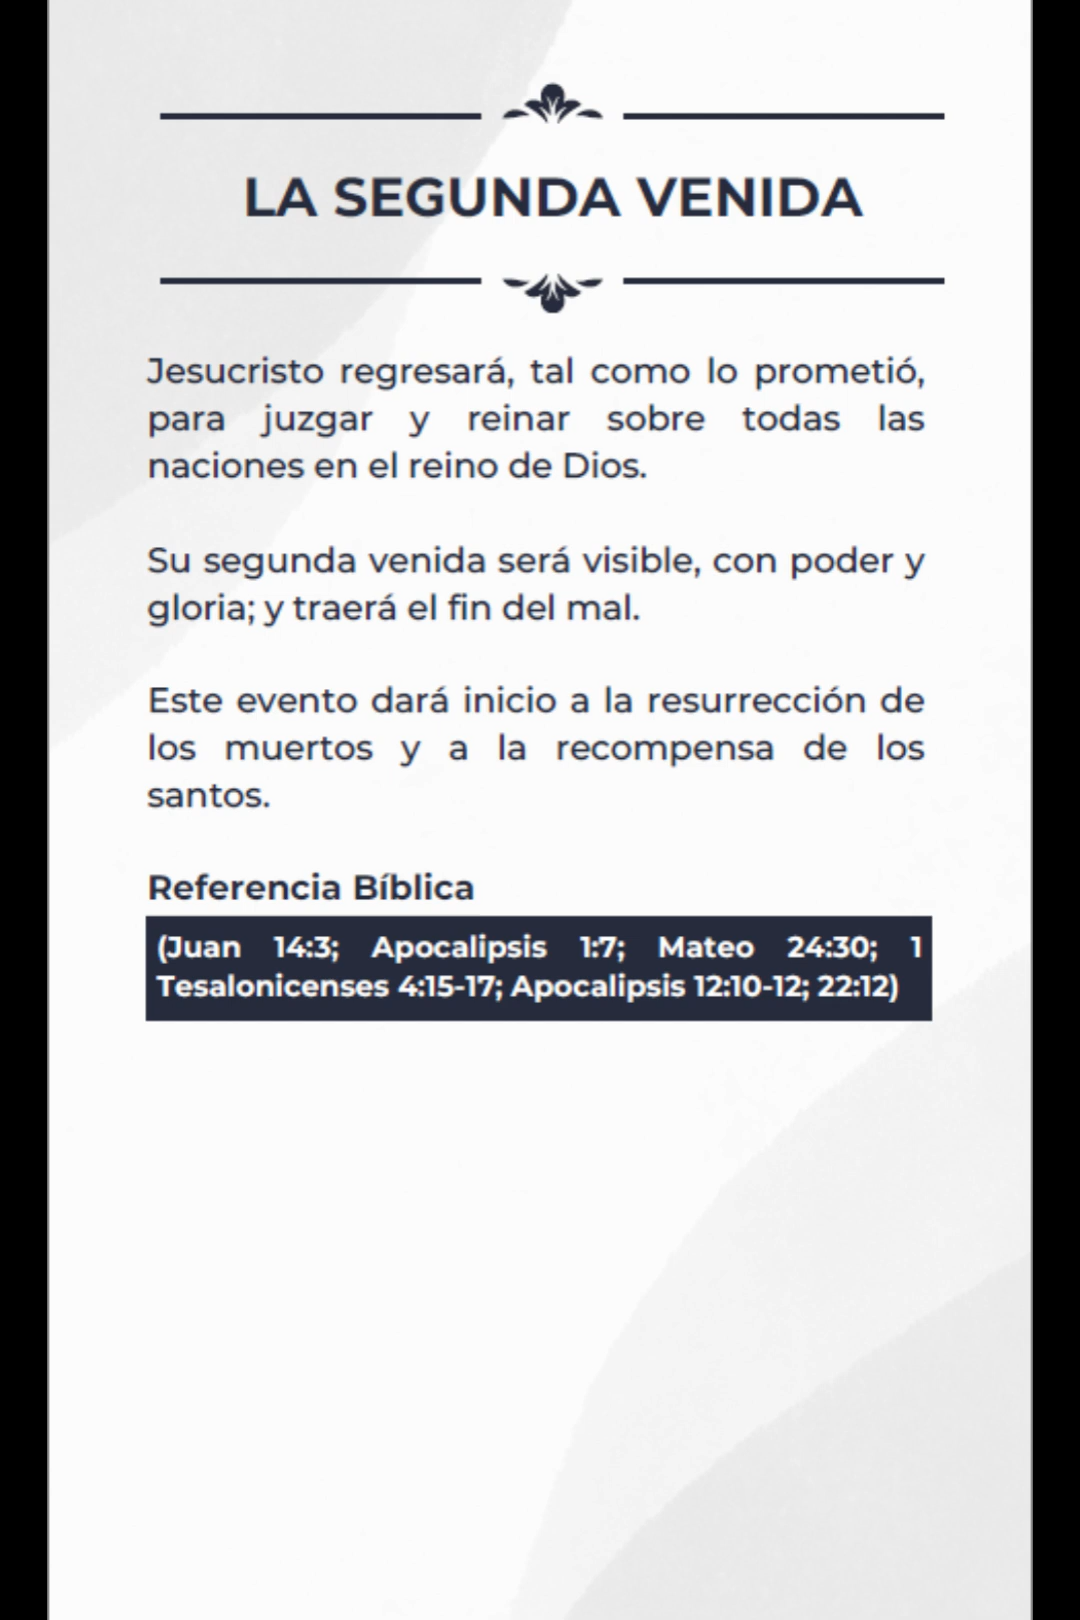 LA SEGUNDA VENIDA
Jesucristo regresará, tal como lo prometió,
para juzgar y reinar sobre todas las
naciones en el reino de Dios.
Su segunda venida será visible, con poder y
gloria; y traerá el fin del mal.
Este evento dará inicio a la resurrección de
los muertos y a la recompensa de los
santos.
Referencia Bíblica
(Juan 14:3; Apocalipsis 1:7; Mateo 24:30; 1
Tesalonicenses 4:15-17; Apocalipsis 12:10-12; 22:12)